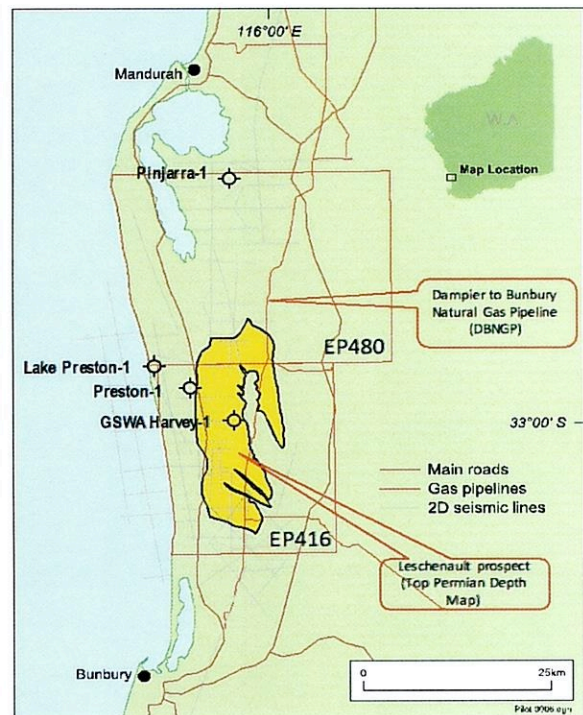 116°00' E
Mandurah
W.A
Map Location
Pinjarra-1
Dampier to Bunbury
Natural Gas Pipeline
(DBNGP)
EP480
Lake Preston-1
Preston-1
GSWA Harvey-1
33°00' S
Main roads
Gas pipelines
2D seismic lines
EP416
Leschenault prospect
(Top Permian Depth
Map)
Bunbury
0 25km
Pilot